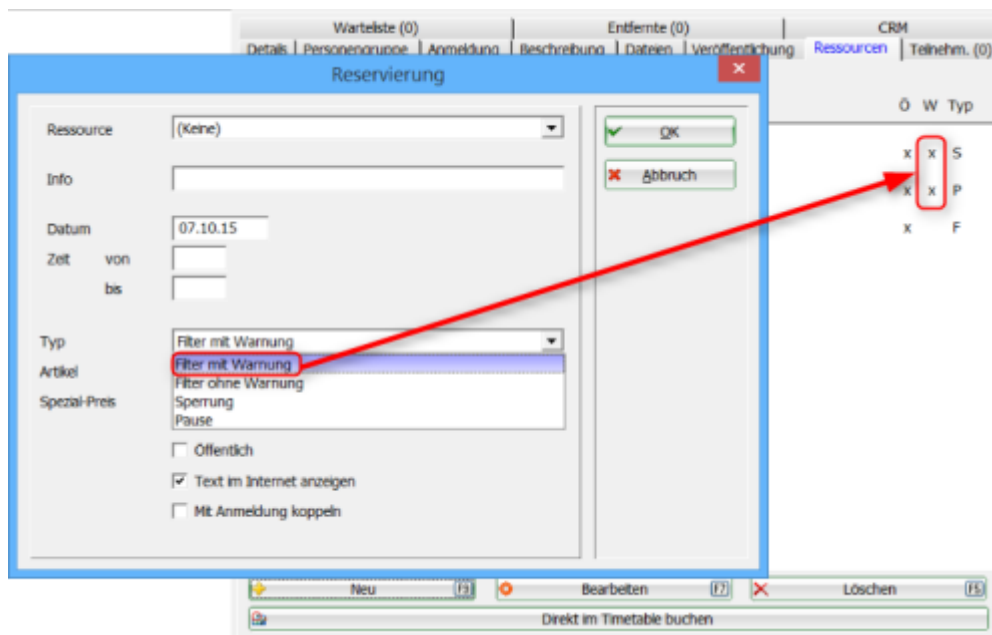 Warteliste (0) Entfernte (0) CRM
Details Personengruppe Anmeldung Beschreibung Dateien Veröffentlichung Ressourcen Teilnehm. (0)
Reservierung
Ö W Typ
x x S
x x P
x F
Ressource (Keine)
OK
Info
Abbruch
Datum 07.10.15
Zeit von
bis
Typ Filter mit Warnung
Filter mit Warnung
Artikel
Filter ohne Warnung
Spezial-Preis
Sperrung
Pause
Öffentlich
Text im Internet anzeigen
Mit Anmeldung koppeln
Neu F9 Bearbeiten F7 Löschen F5
Direkt im Timetable buchen